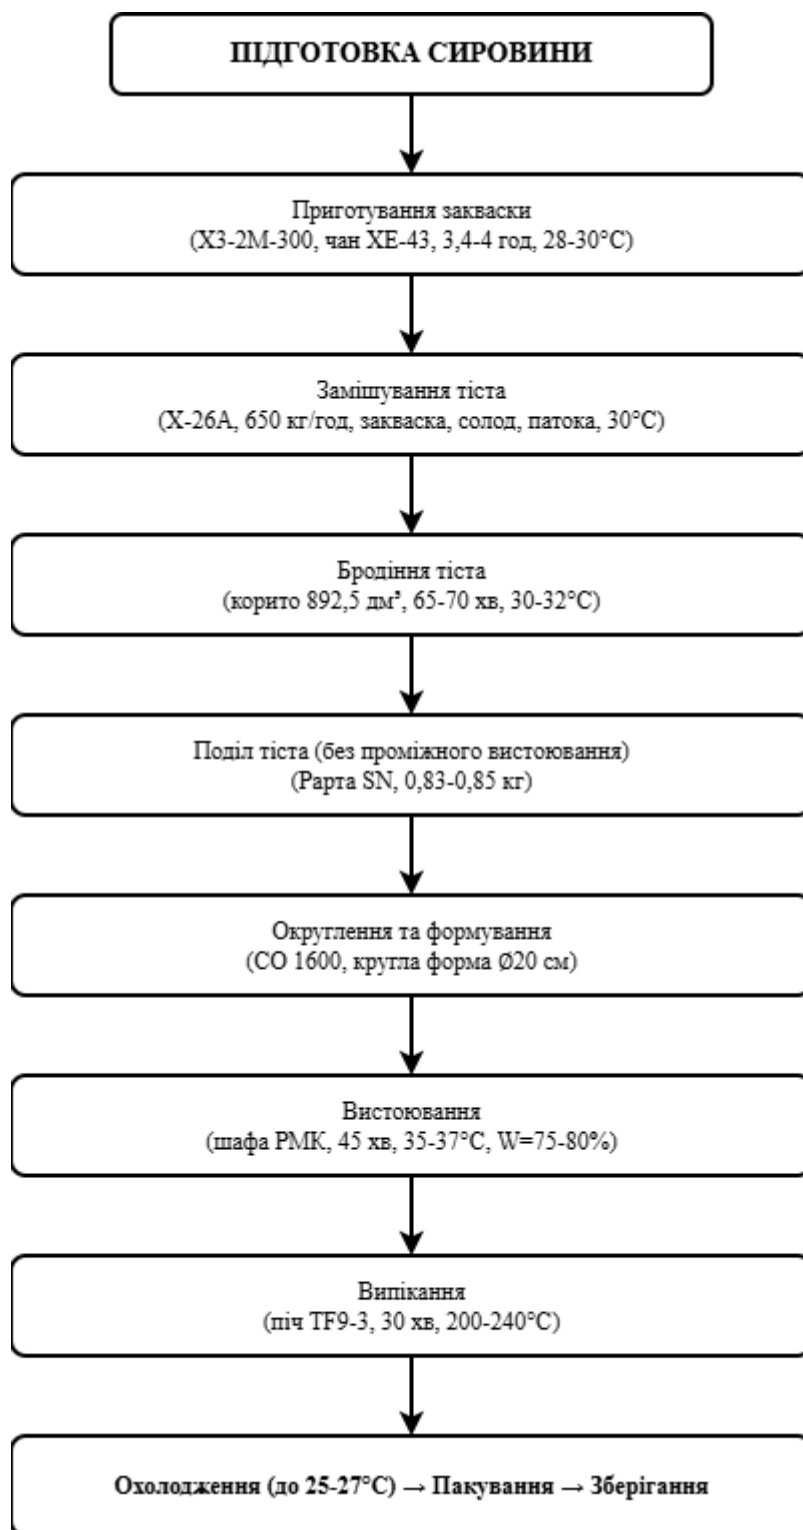 ПІДГОТОВКА СИРОВИНИ
Приготування закваски
(ХЗ-2М-300, чан ХЕ-43, 3,4-4 год, 28-30°С)
Замішування тіста
(Х-26А, 650 кг/год, закваска, солод, патока, 30°С)
Бродіння тіста
(корито 892,5 дм³, 65-70 хв, 30-32°С)
Поділ тіста (без проміжного вистоювання)
(Рарта SN, 0,83-0,85 кг)
Округлення та формування
(СО 1600, кругла форма Ø20 см)
Вистоювання
(шафа РМК, 45 хв, 35-37°С, W=75-80%)
Випікання
(піч TF9-3, 30 хв, 200-240°С)
Охолодження (до 25-27°С) → Пакування → Зберігання